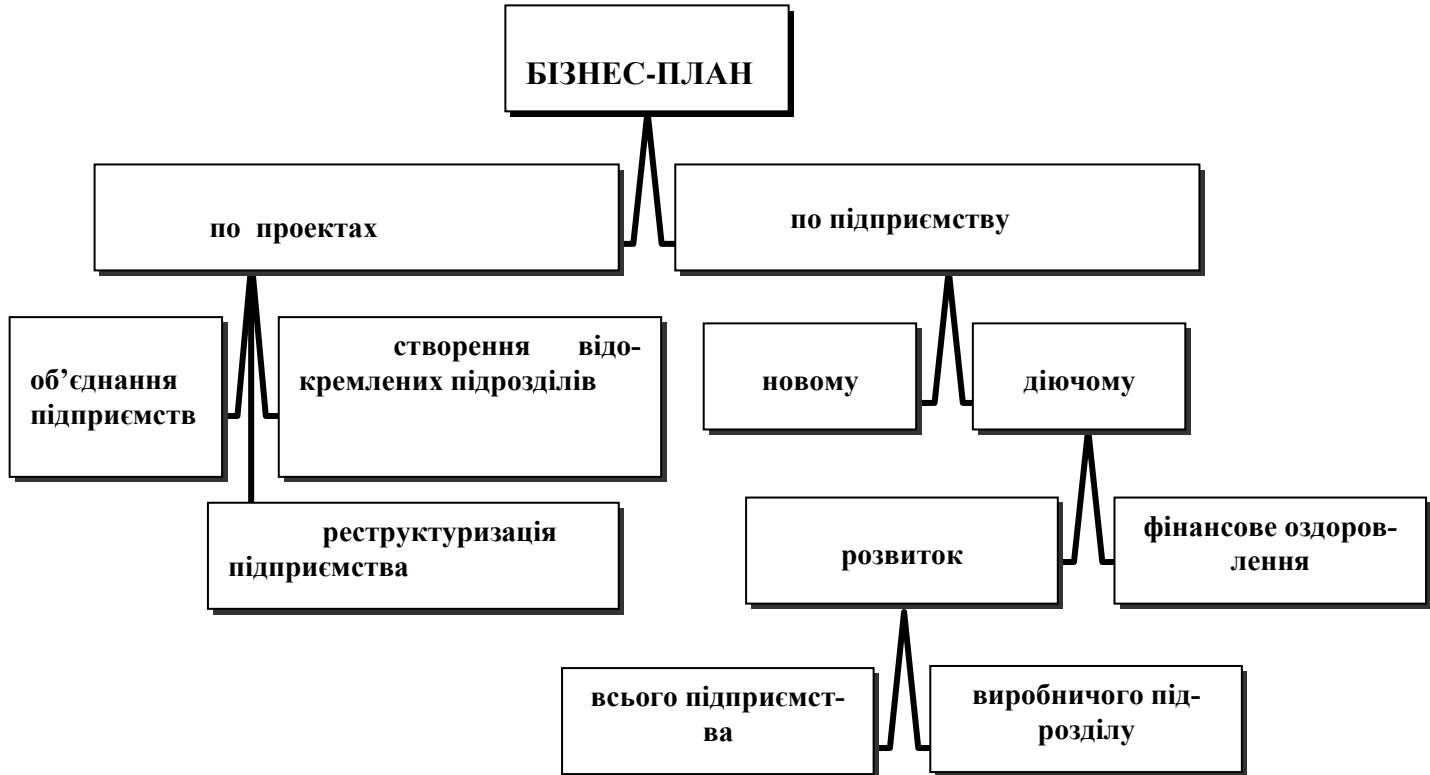 БІЗНЕС-ПЛАН
по проектах
по підприємству
об’єднання
підприємств
створення відо-
кремлених підрозділів
новому
діючому
реструктуризація
підприємства
розвиток
фінансове оздоров-
лення
всього підприємст-
ва
виробничого під-
розділу